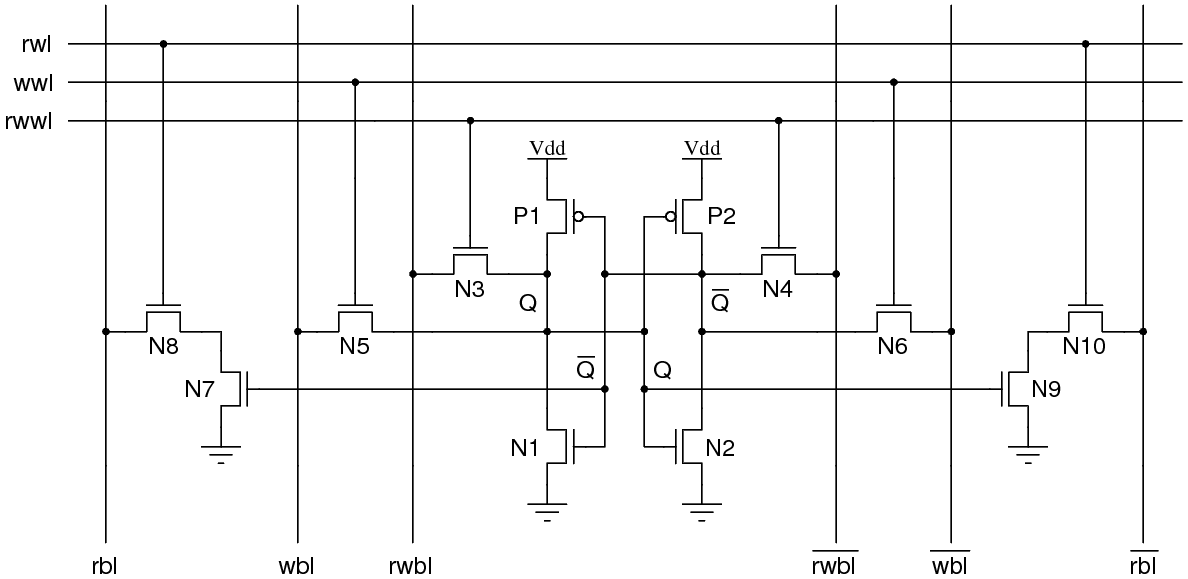 rwl
wwl
rwwl
Vdd Vdd
P1 P2
N3 Q Q̅ N4
N8 N5 N6 N10
N7 Q̅ Q N9
N1 N2
rbl wbl rwbl r̅w̅b̅l̅ w̅b̅l̅ r̅b̅l̅